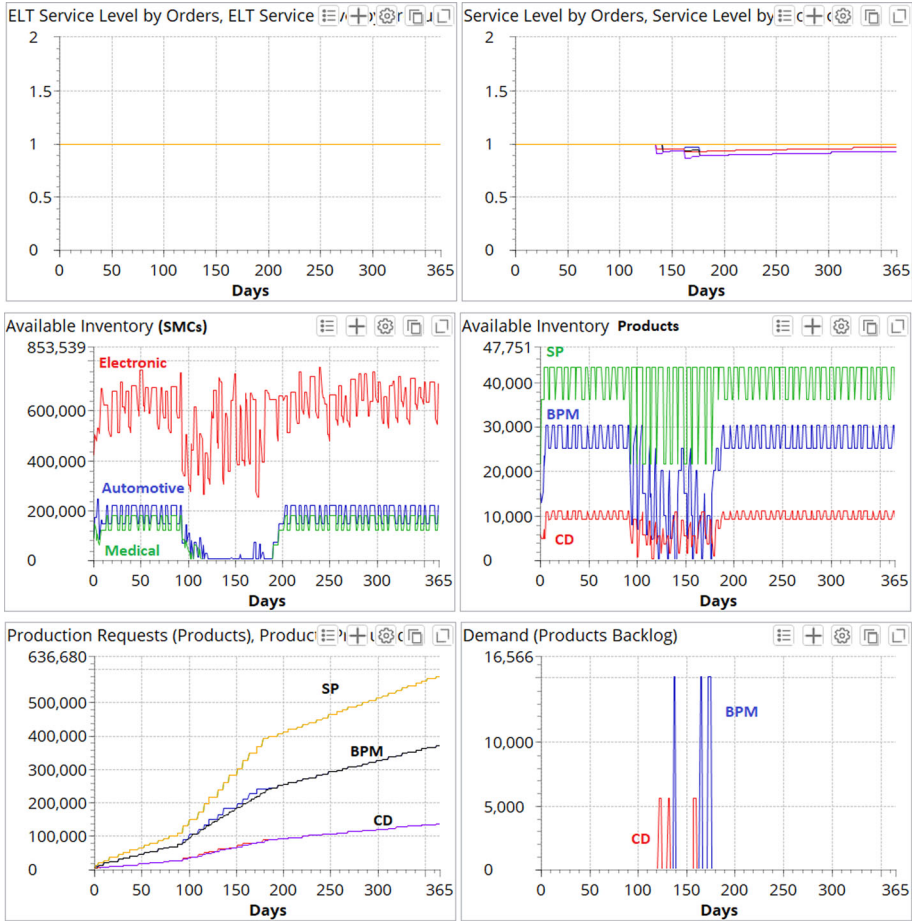 ELT Service Level by Orders, ELT Service
Service Level by Orders, Service Level by
2
1.5
1
0.5
0
0 50 100 150 200 250 300 365
Days
2
1.5
1
0.5
0
0 50 100 150 200 250 300 365
Days
Available Inventory (SMCs)
853,539
Electronic
600,000
400,000
Automotive
200,000
Medical
0
0 50 100 150 200 250 300 365
Days
Available Inventory Products
47,751
SP
40,000
BPM
30,000
20,000
10,000
CD
0
0 50 100 150 200 250 300 365
Days
Production Requests (Products), Product
636,680
SP
500,000
400,000
BPM
300,000
200,000
CD
100,000
0
0 50 100 150 200 250 300 365
Days
Demand (Products Backlog)
16,566
BPM
10,000
5,000
CD
0
0 50 100 150 200 250 300 365
Days